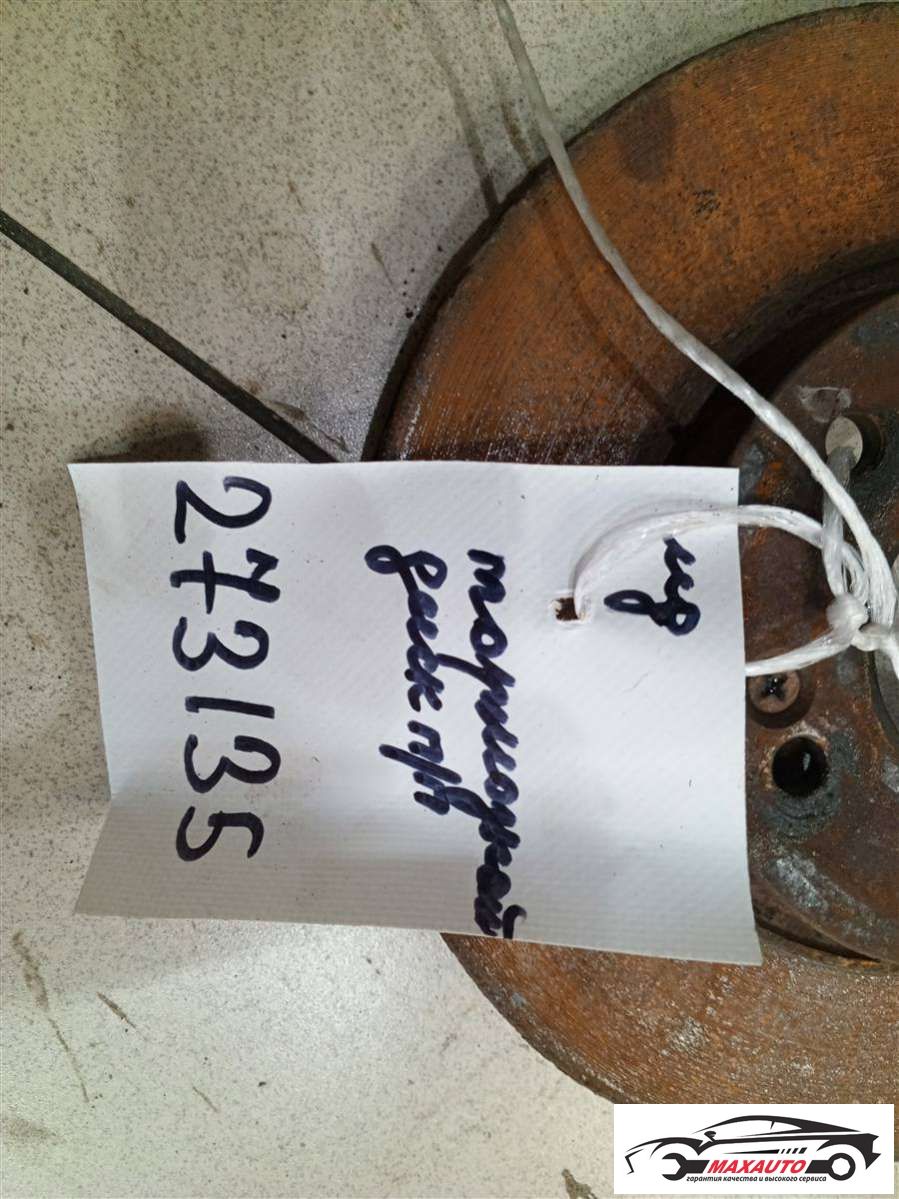 тормозной
диск п/п
273135
MAXAUTO
гарантия качества и высокого сервиса